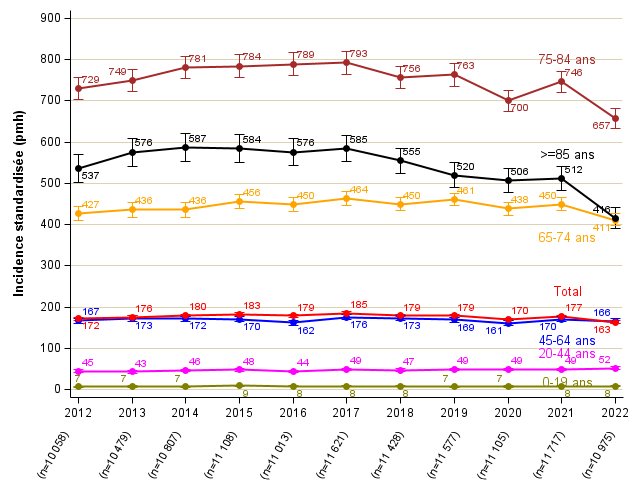 Incidence standardisée (pmh)
900
800
700
600
500
400
300
200
100
0
75-84 ans
729 749 781 784 789 793 756 763 700 746 657
>=85 ans
537 576 587 584 576 585 555 520 506 512 416
65-74 ans
427 436 436 456 450 464 450 461 438 450 411
Total
172 176 180 183 179 185 179 179 170 177 163
45-64 ans
167 173 172 170 162 176 173 169 161 170 166
20-44 ans
45 43 46 48 44 49 47 49 49 49 52
0-19 ans
7 7 7 9 8 8 8 7 7 8 8
2012 2013 2014 2015 2016 2017 2018 2019 2020 2021 2022
(n=10 058) (n=10 479) (n=10 807) (n=11 108) (n=11 013) (n=11 621) (n=11 428) (n=11 577) (n=11 105) (n=11 717) (n=10 975)